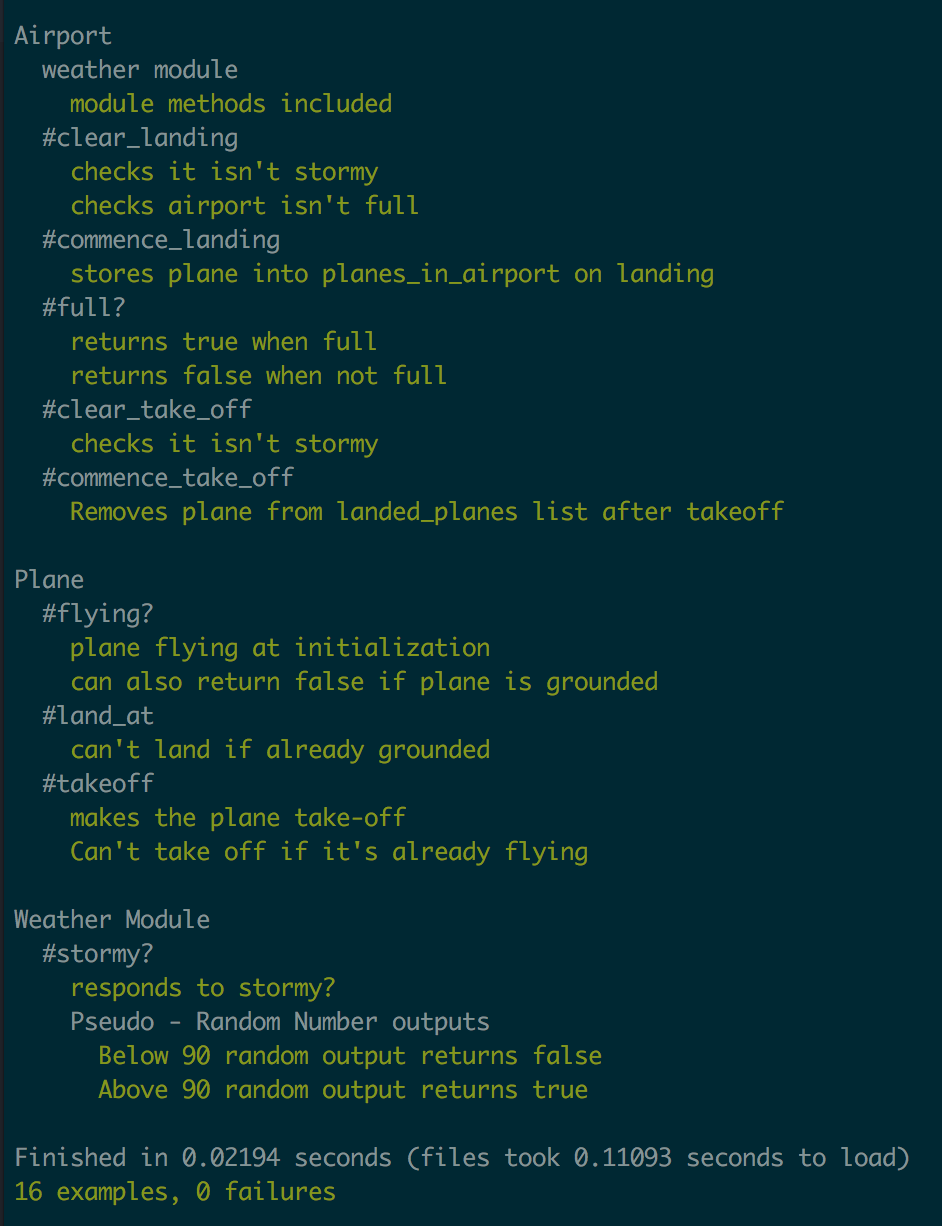 Airport
weather module
module methods included
#clear_landing
checks it isn't stormy
checks airport isn't full
#commence_landing
stores plane into planes_in_airport on landing
#full?
returns true when full
returns false when not full
#clear_take_off
checks it isn't stormy
#commence_take_off
Removes plane from landed_planes list after takeoff
Plane
#flying?
plane flying at initialization
can also return false if plane is grounded
#land_at
can't land if already grounded
#takeoff
makes the plane take-off
Can't take off if it's already flying
Weather Module
#stormy?
responds to stormy?
Pseudo - Random Number outputs
Below 90 random output returns false
Above 90 random output returns true
Finished in 0.02194 seconds (files took 0.11093 seconds to load)
16 examples, 0 failures